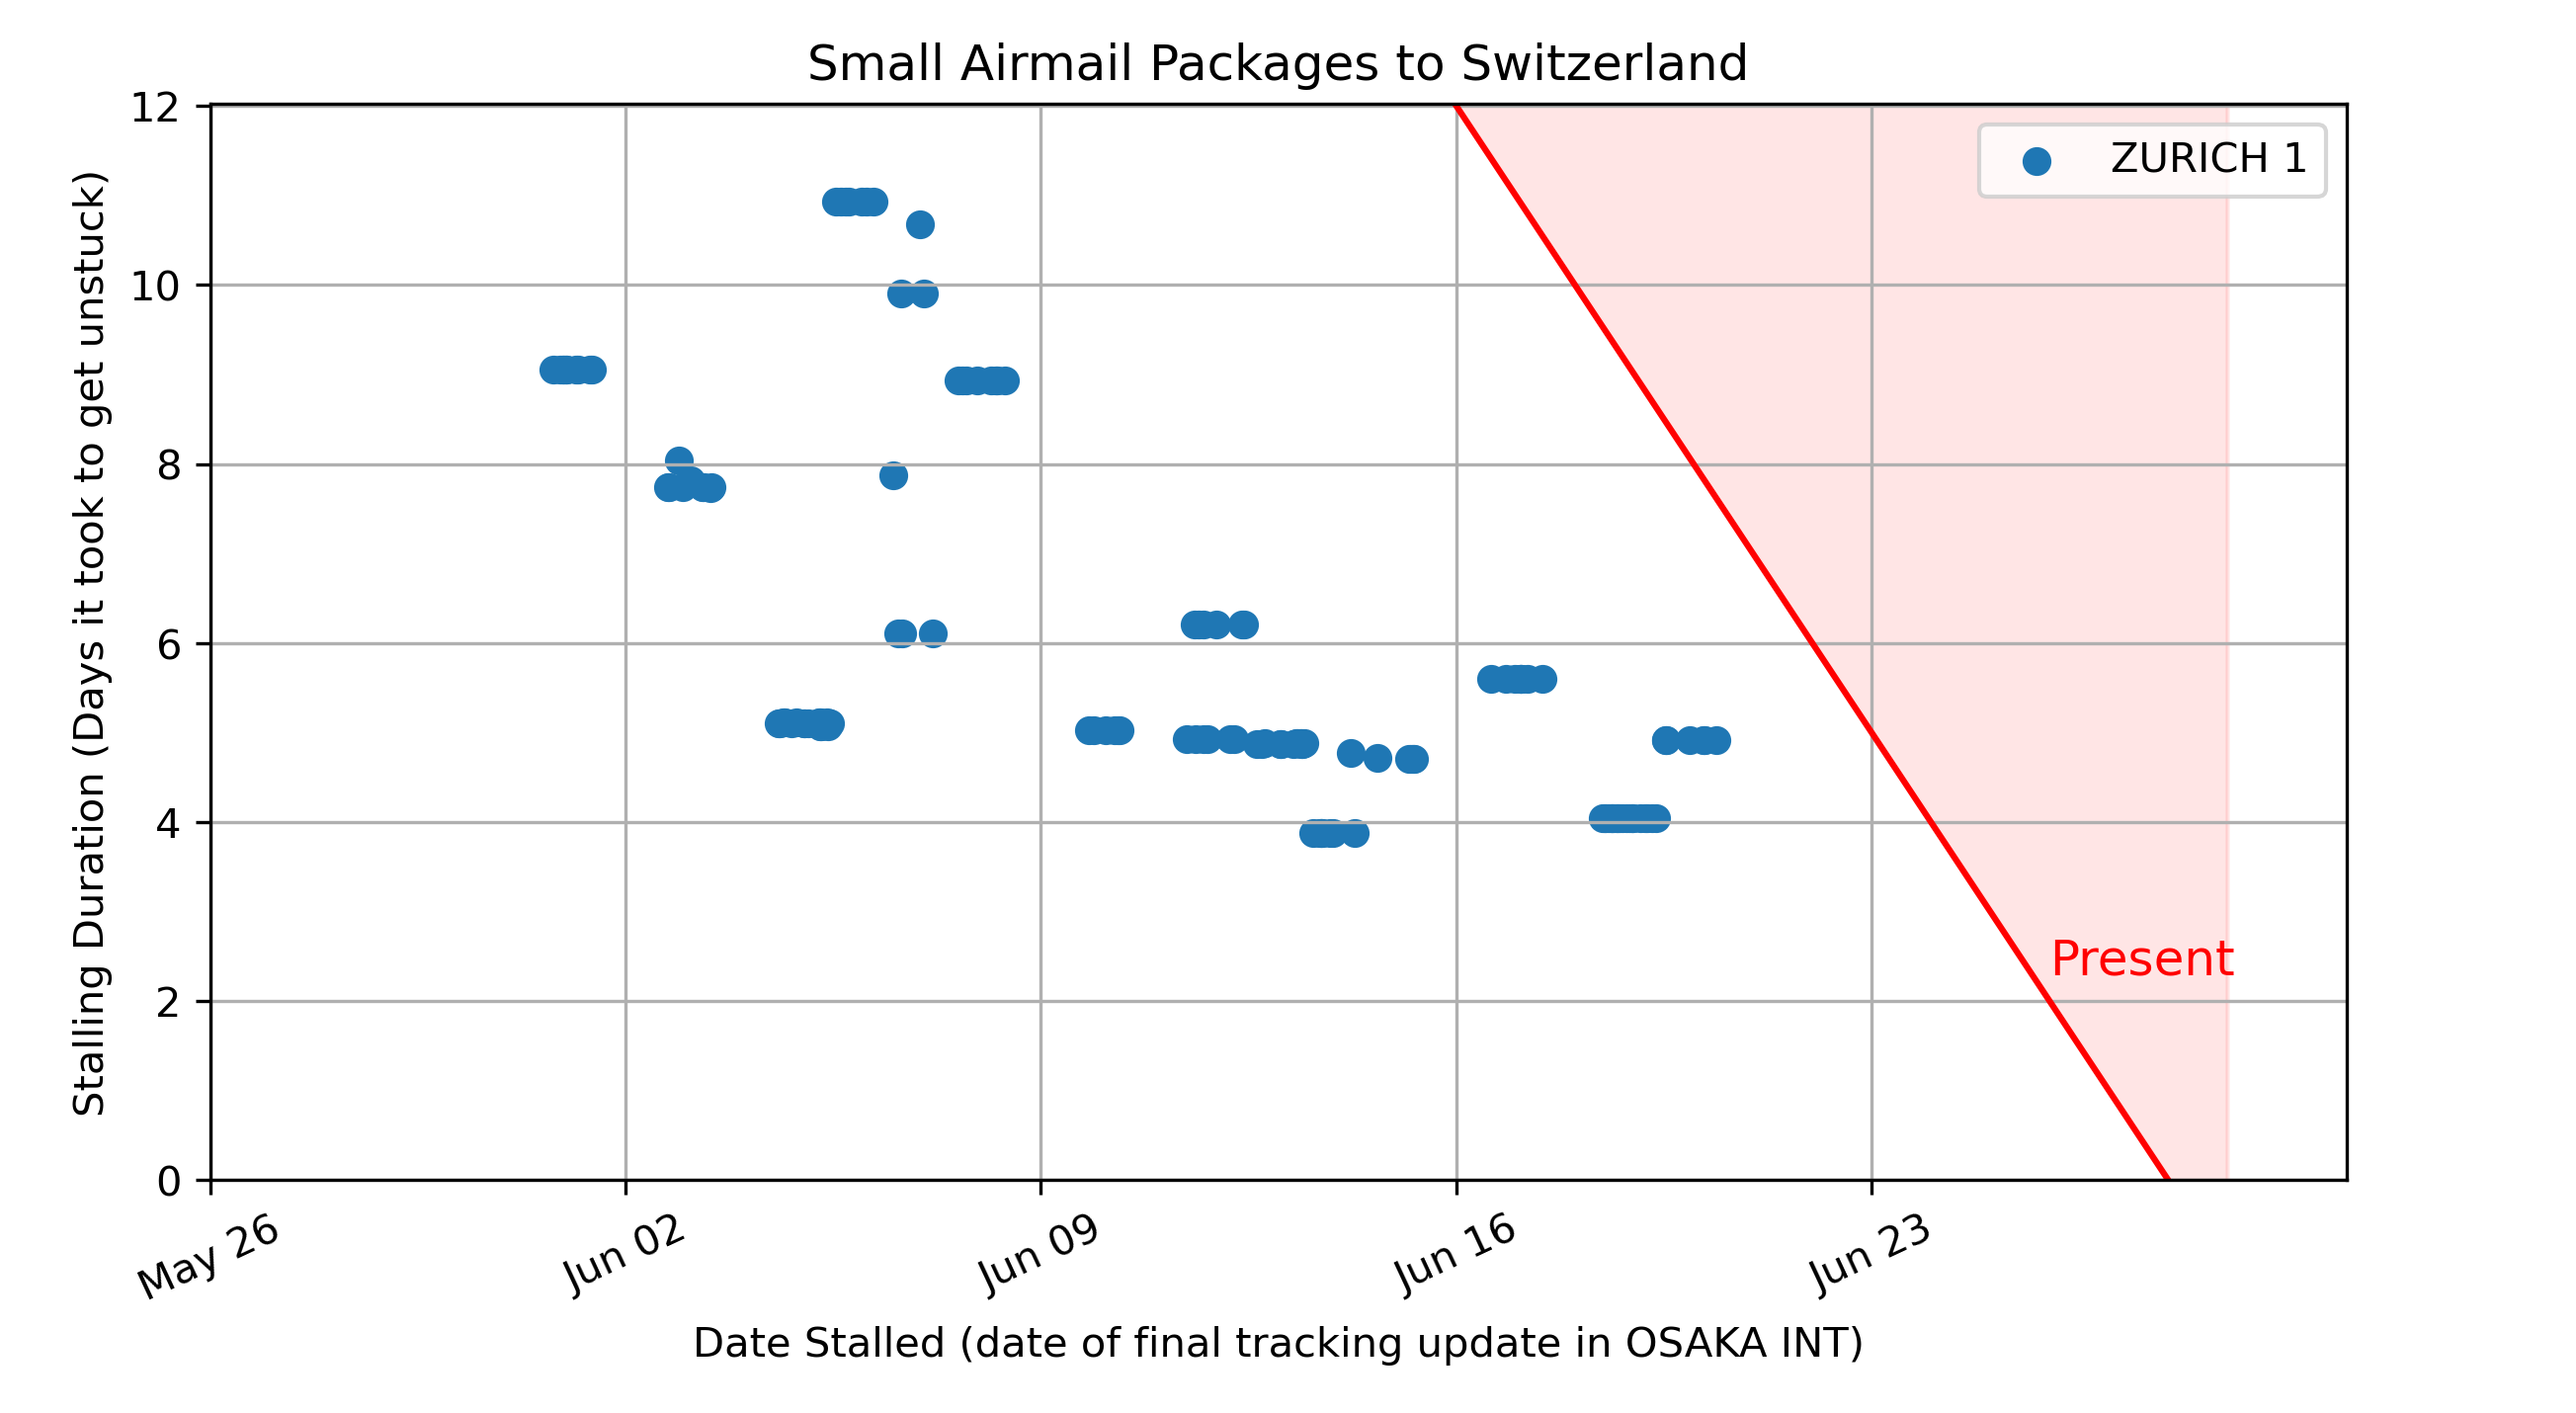 Small Airmail Packages to Switzerland
Stalling Duration (Days it took to get unstuck)
12
10
8
6
4
2
0
ZURICH 1
Present
May 26
Jun 02
Jun 09
Jun 16
Jun 23
Date Stalled (date of final tracking update in OSAKA INT)